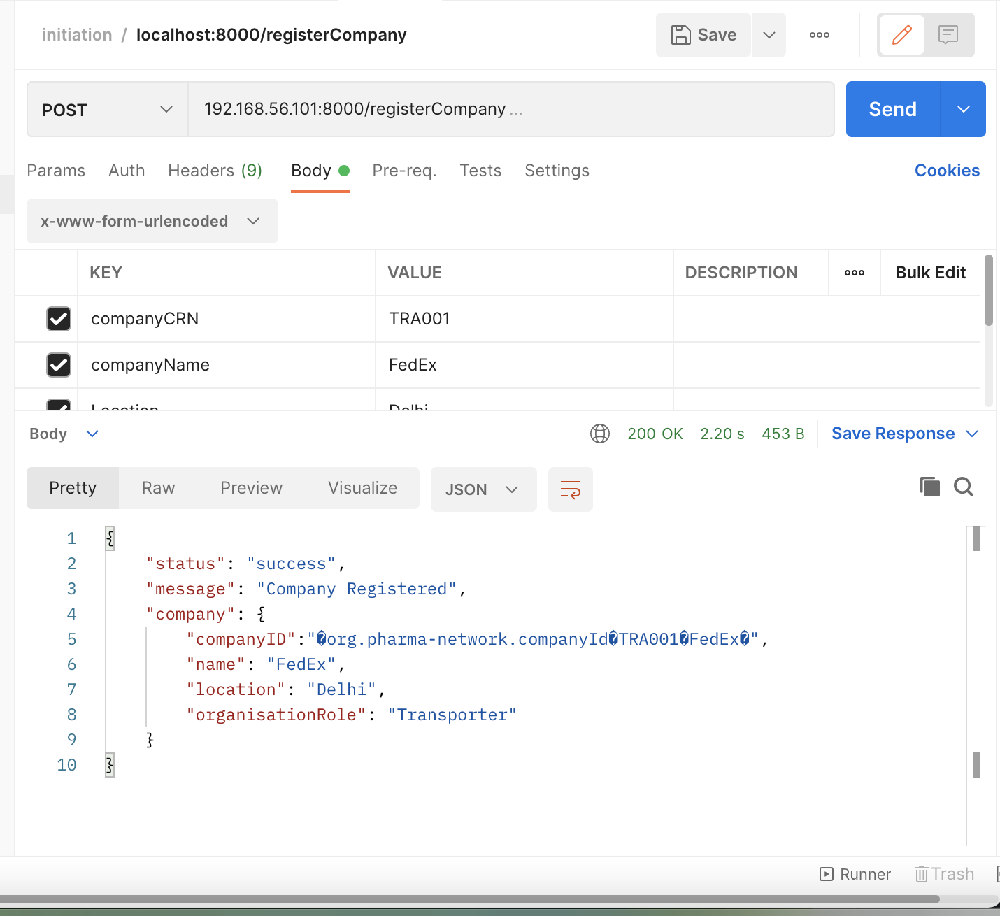 initiation / localhost:8000/registerCompany
Save
POST
192.168.56.101:8000/registerCompany ...
Send
Params Auth Headers (9) Body Pre-req. Tests Settings Cookies
x-www-form-urlencoded
KEY VALUE DESCRIPTION Bulk Edit
companyCRN TRA001
companyName FedEx
Location Delhi
Body 200 OK 2.20 s 453 B Save Response
Pretty Raw Preview Visualize JSON
1 {
2 "status": "success",
3 "message": "Company Registered",
4 "company": {
5 "companyID":"�org.pharma-network.companyId�TRA001�FedEx�",
6 "name": "FedEx",
7 "location": "Delhi",
8 "organisationRole": "Transporter"
9 }
10 }
Runner Trash